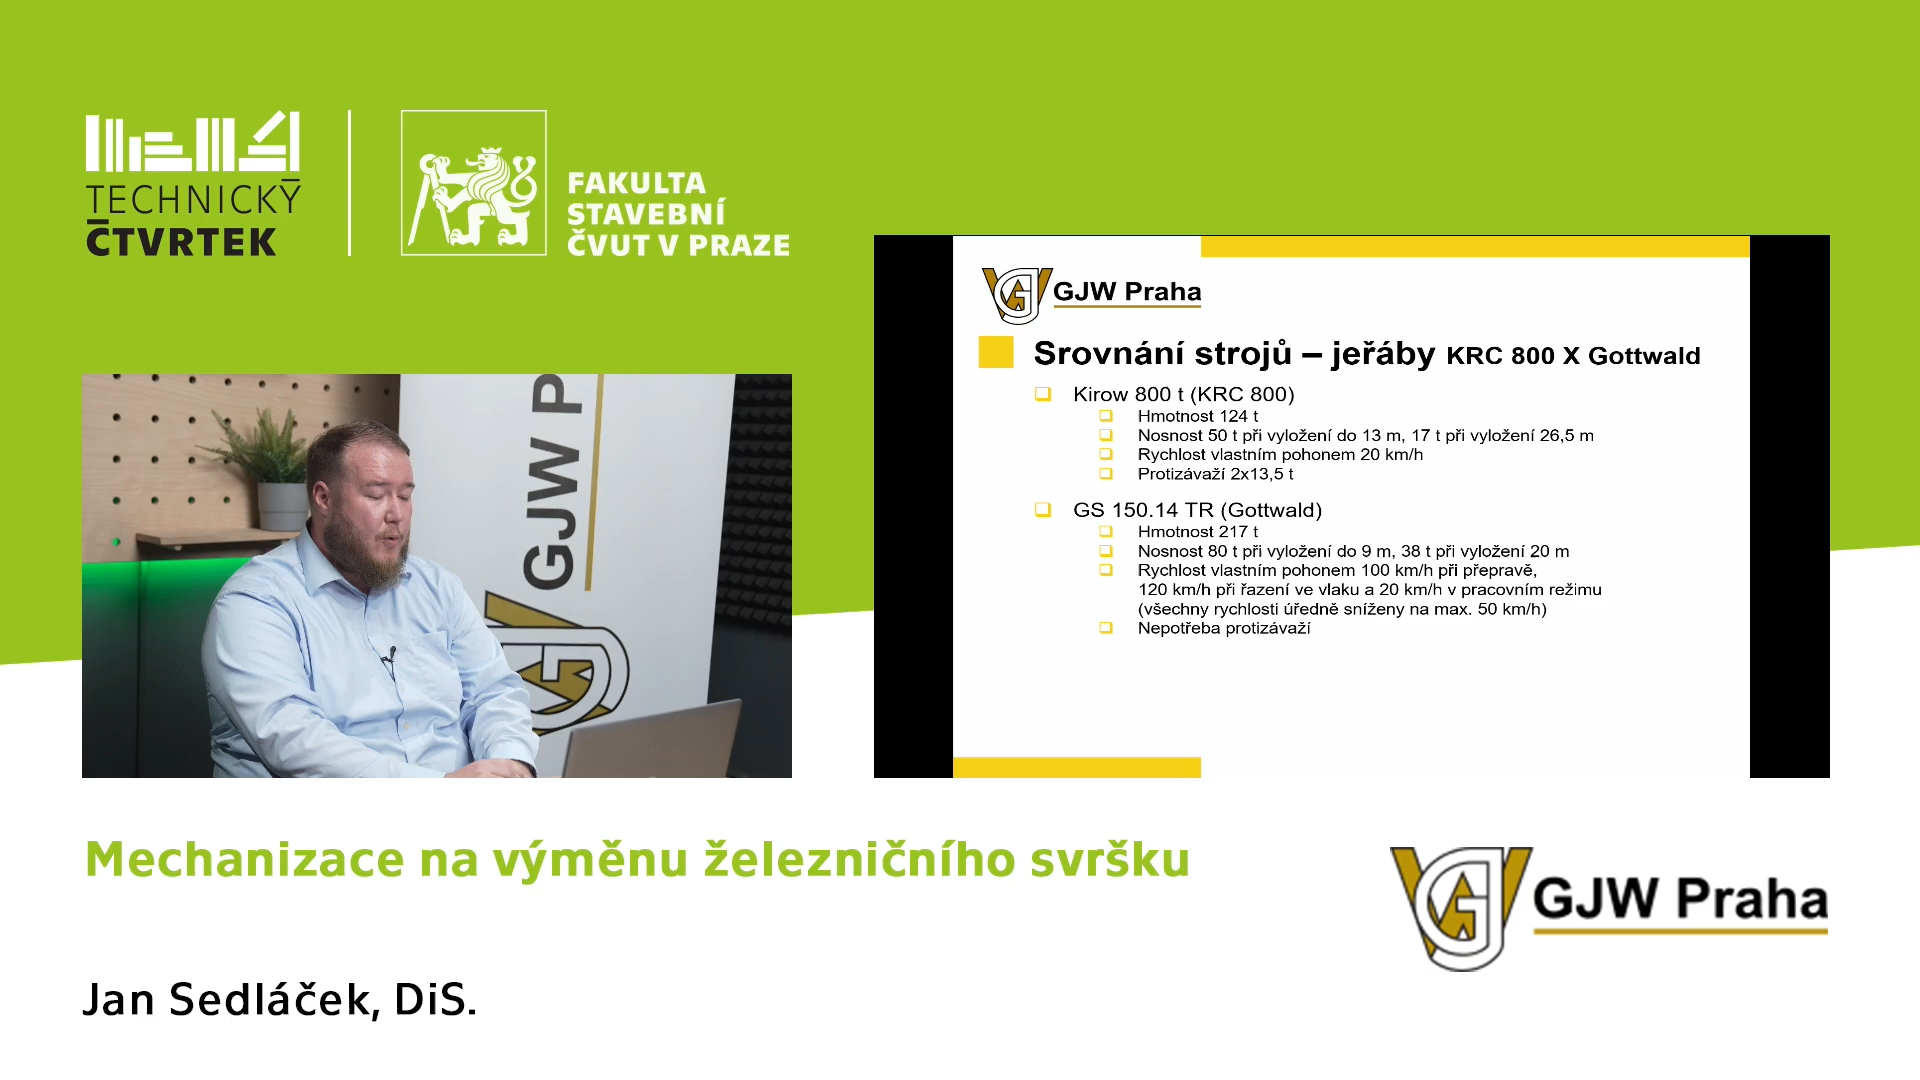 TECHNICKÝ
ČTVRTEK
FAKULTA
STAVEBNÍ
ČVUT V PRAZE
GJW P
GJW Praha
Srovnání strojů – jeřáby KRC 800 X Gottwald
Kirow 800 t (KRC 800)
Hmotnost 124 t
Nosnost 50 t při vyložení do 13 m, 17 t při vyložení 26,5 m
Rychlost vlastním pohonem 20 km/h
Protizávaží 2x13,5 t
GS 150.14 TR (Gottwald)
Hmotnost 217 t
Nosnost 80 t při vyložení do 9 m, 38 t při vyložení 20 m
Rychlost vlastním pohonem 100 km/h při přepravě,
120 km/h při řazení ve vlaku a 20 km/h v pracovním režimu
(všechny rychlosti úředně sníženy na max. 50 km/h)
Nepotřeba protizávaží
Mechanizace na výměnu železničního svršku
GJW Praha
Jan Sedláček, DiS.